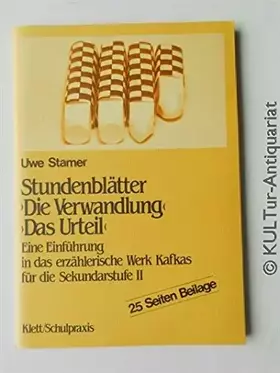 Uwe Stamer
Stundenblätter
›Die Verwandlung‹
›Das Urteil‹
Eine Einführung
in das erzählerische Werk Kafkas
für die Sekundarstufe II
25 Seiten Beilage
Klett/Schulpraxis
© KULTur-Antiquariat